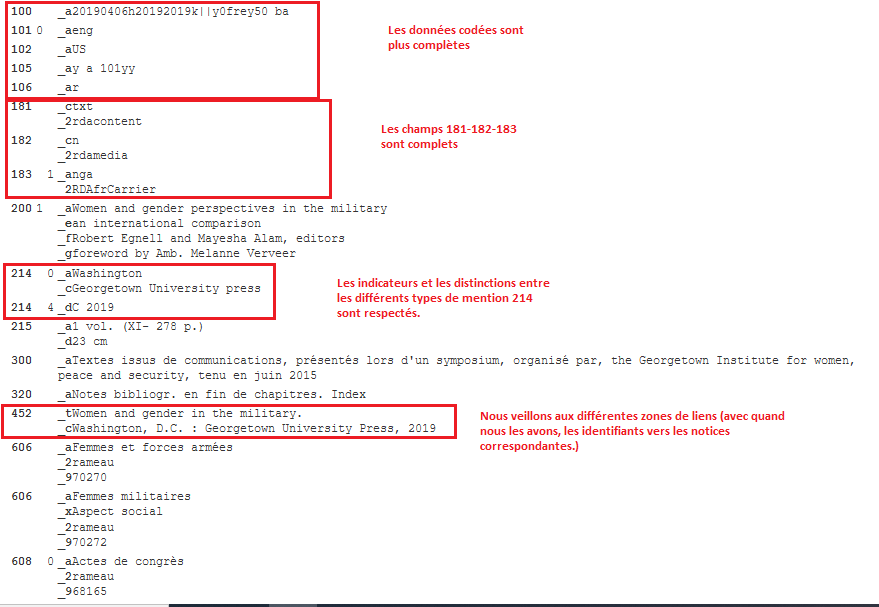 100 _a20190406h20192019k||y0frey50 ba
101 0 _aeng
Les données codées sont
plus complètes
102 _aUS
105 _ay a 101yy
106 _ar
181 _ctxt
_2rdacontent
Les champs 181-182-183
sont complets
182 _cn
_2rdamedia
183 1 _anga
_2RDAfrCarrier
200 1 _aWomen and gender perspectives in the military
_ean international comparison
_fRobert Egnell and Mayesha Alam, editors
_gforeword by Amb. Melanne Verveer
214 0 _aWashington
_cGeorgetown University press
214 4 _dC 2019
Les indicateurs et les distinctions entre
les différents types de mention 214
sont respectés.
215 _a1 vol. (XI- 278 p.)
_d23 cm
300 _aTextes issus de communications, présentés lors d'un symposium, organisé par, the Georgetown Institute for women,
peace and security, tenu en juin 2015
320 _aNotes bibliogr. en fin de chapitres. Index
452 _tWomen and gender in the military.
_cWashington, D.C. : Georgetown University Press, 2019
Nous veillons aux différentes zones de liens (avec quand
nous les avons, les identifiants vers les notices
correspondantes.)
606 _aFemmes et forces armées
_2rameau
_970270
606 _aFemmes militaires
_xAspect social
_2rameau
_970272
608 0 _aActes de congrès
_2rameau
_968165